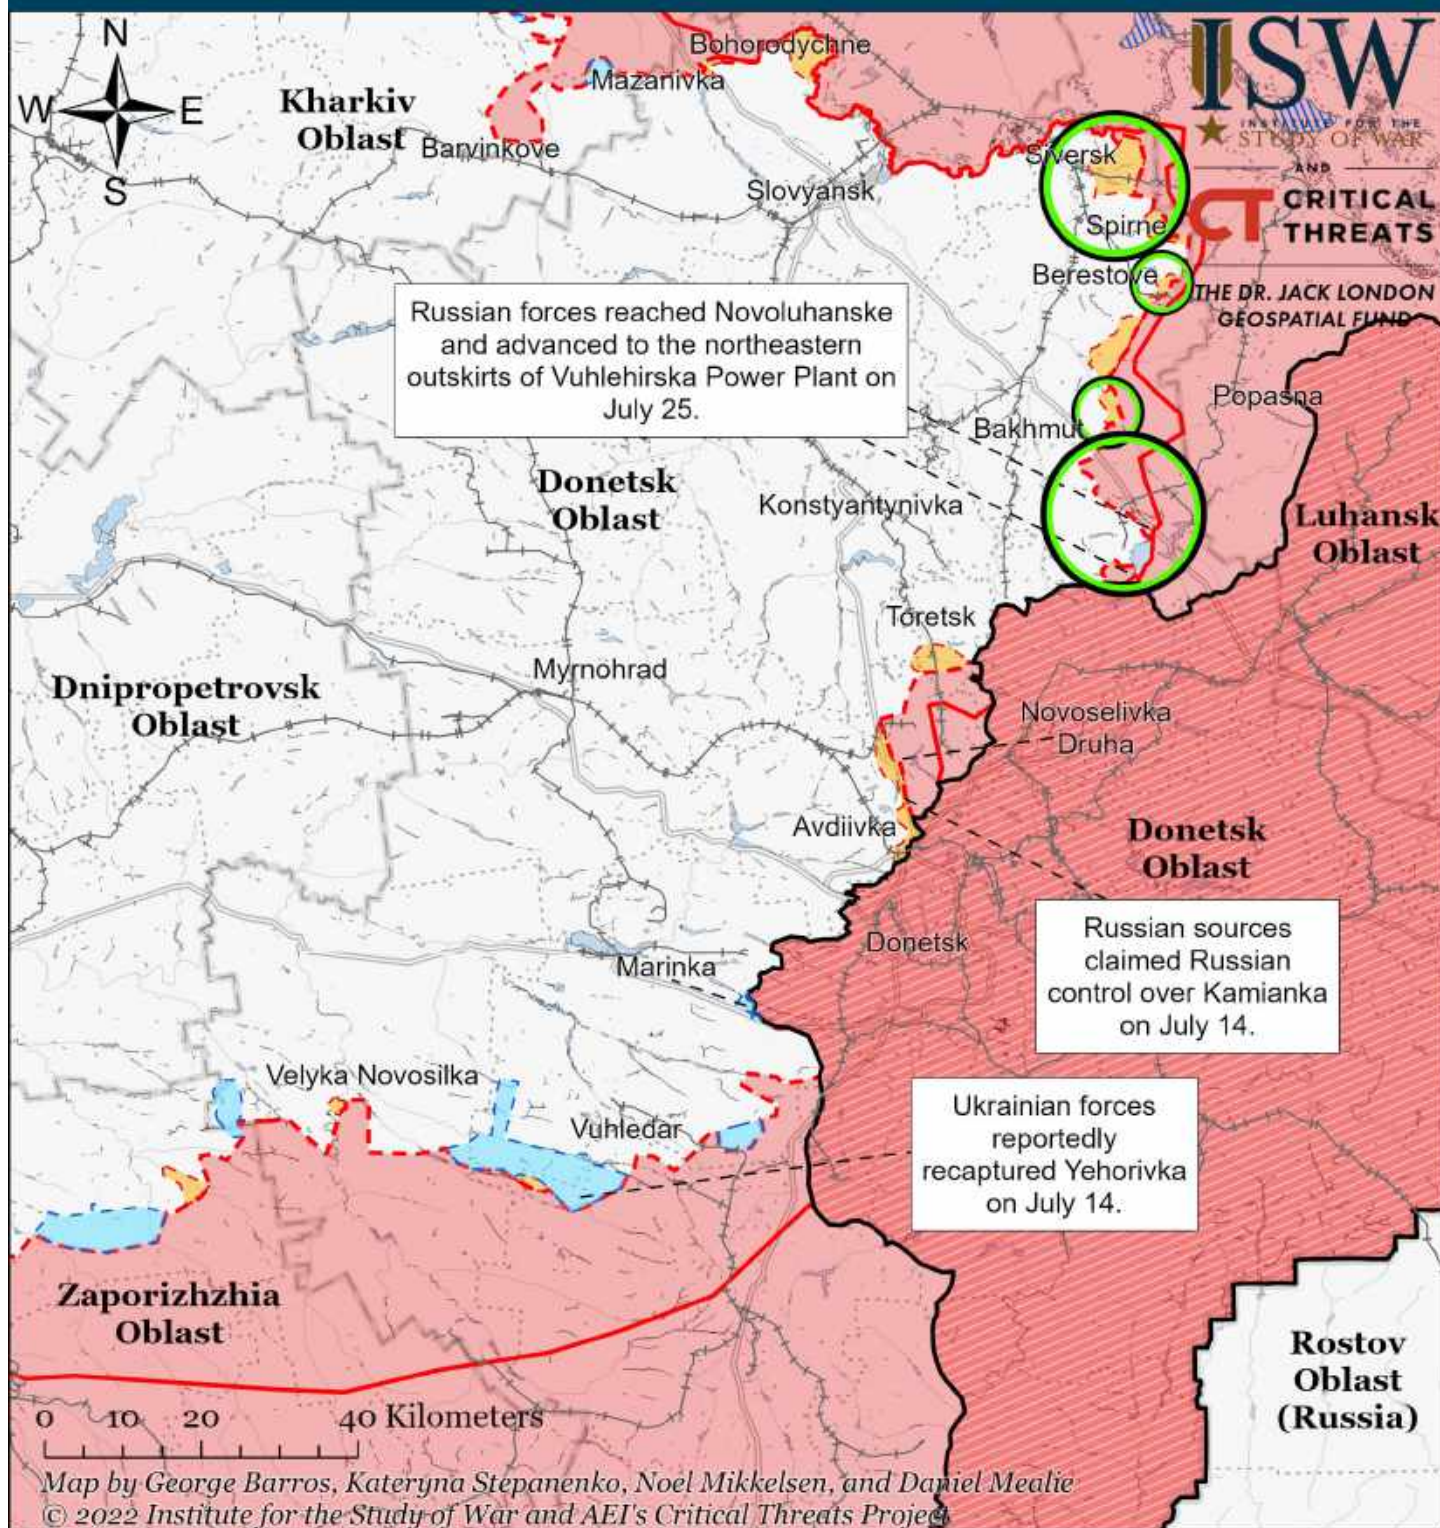 N
W
E
S
Kharkiv
Oblast
Bohorodychne
Mazanivka
Barvinkove
Slovyansk
Siversk
Spirne
Berestove
ISW
INSTITUTE FOR THE
STUDY OF WAR
AND
CT CRITICAL
THREATS
THE DR. JACK LONDON
GEOSPATIAL FUND
Russian forces reached Novoluhanske
and advanced to the northeastern
outskirts of Vuhlehirska Power Plant on
July 25.
Popasna
Bakhmut
Donetsk
Oblast
Konstyantynivka
Luhansk
Oblast
Toretsk
Myrnohrad
Dnipropetrovsk
Oblast
Novoselivka
Druha
Avdiivka
Donetsk
Oblast
Donetsk
Marinka
Russian sources
claimed Russian
control over Kamianka
on July 14.
Velyka Novosilka
Vuhledar
Ukrainian forces
reportedly
recaptured Yehorivka
on July 14.
Zaporizhzhia
Oblast
Rostov
Oblast
(Russia)
0 10 20 40 Kilometers
Map by George Barros, Kateryna Stepanenko, Noel Mikkelsen, and Daniel Mealie
© 2022 Institute for the Study of War and AEI's Critical Threats Project